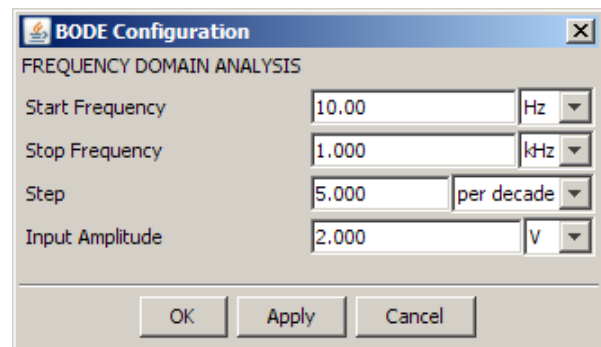 BODE Configuration
FREQUENCY DOMAIN ANALYSIS
Start Frequency 10.00 Hz
Stop Frequency 1.000 kHz
Step 5.000 per decade
Input Amplitude 2.000 V
OK Apply Cancel